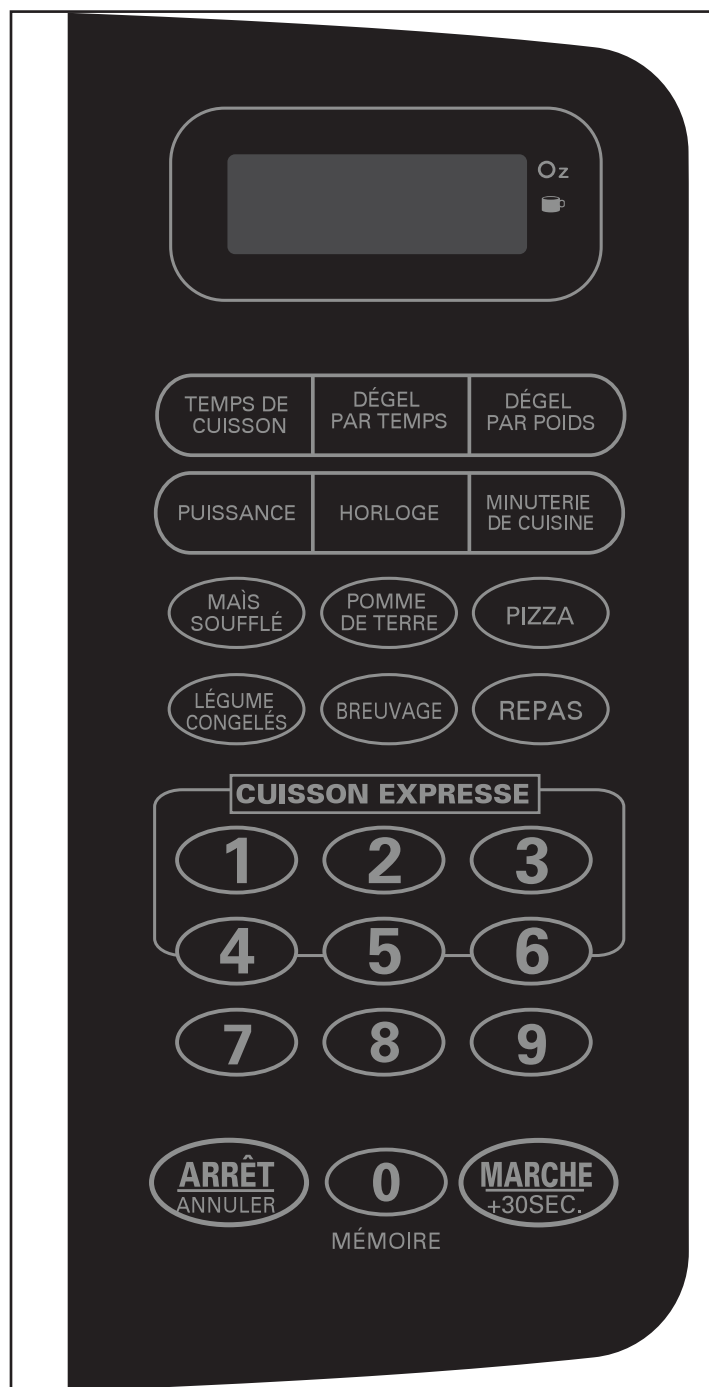 Oz
TEMPS DE
CUISSON
DÉGEL
PAR TEMPS
DÉGEL
PAR POIDS
PUISSANCE
HORLOGE
MINUTERIE
DE CUISINE
MAÌS
SOUFFLÉ
POMME
DE TERRE
PIZZA
LÉGUME
CONGELÉS
BREUVAGE
REPAS
CUISSON EXPRESSE
1 2 3
4 5 6
7 8 9
ARRÊT
ANNULER
0
MÉMOIRE
MARCHE
+30SEC.